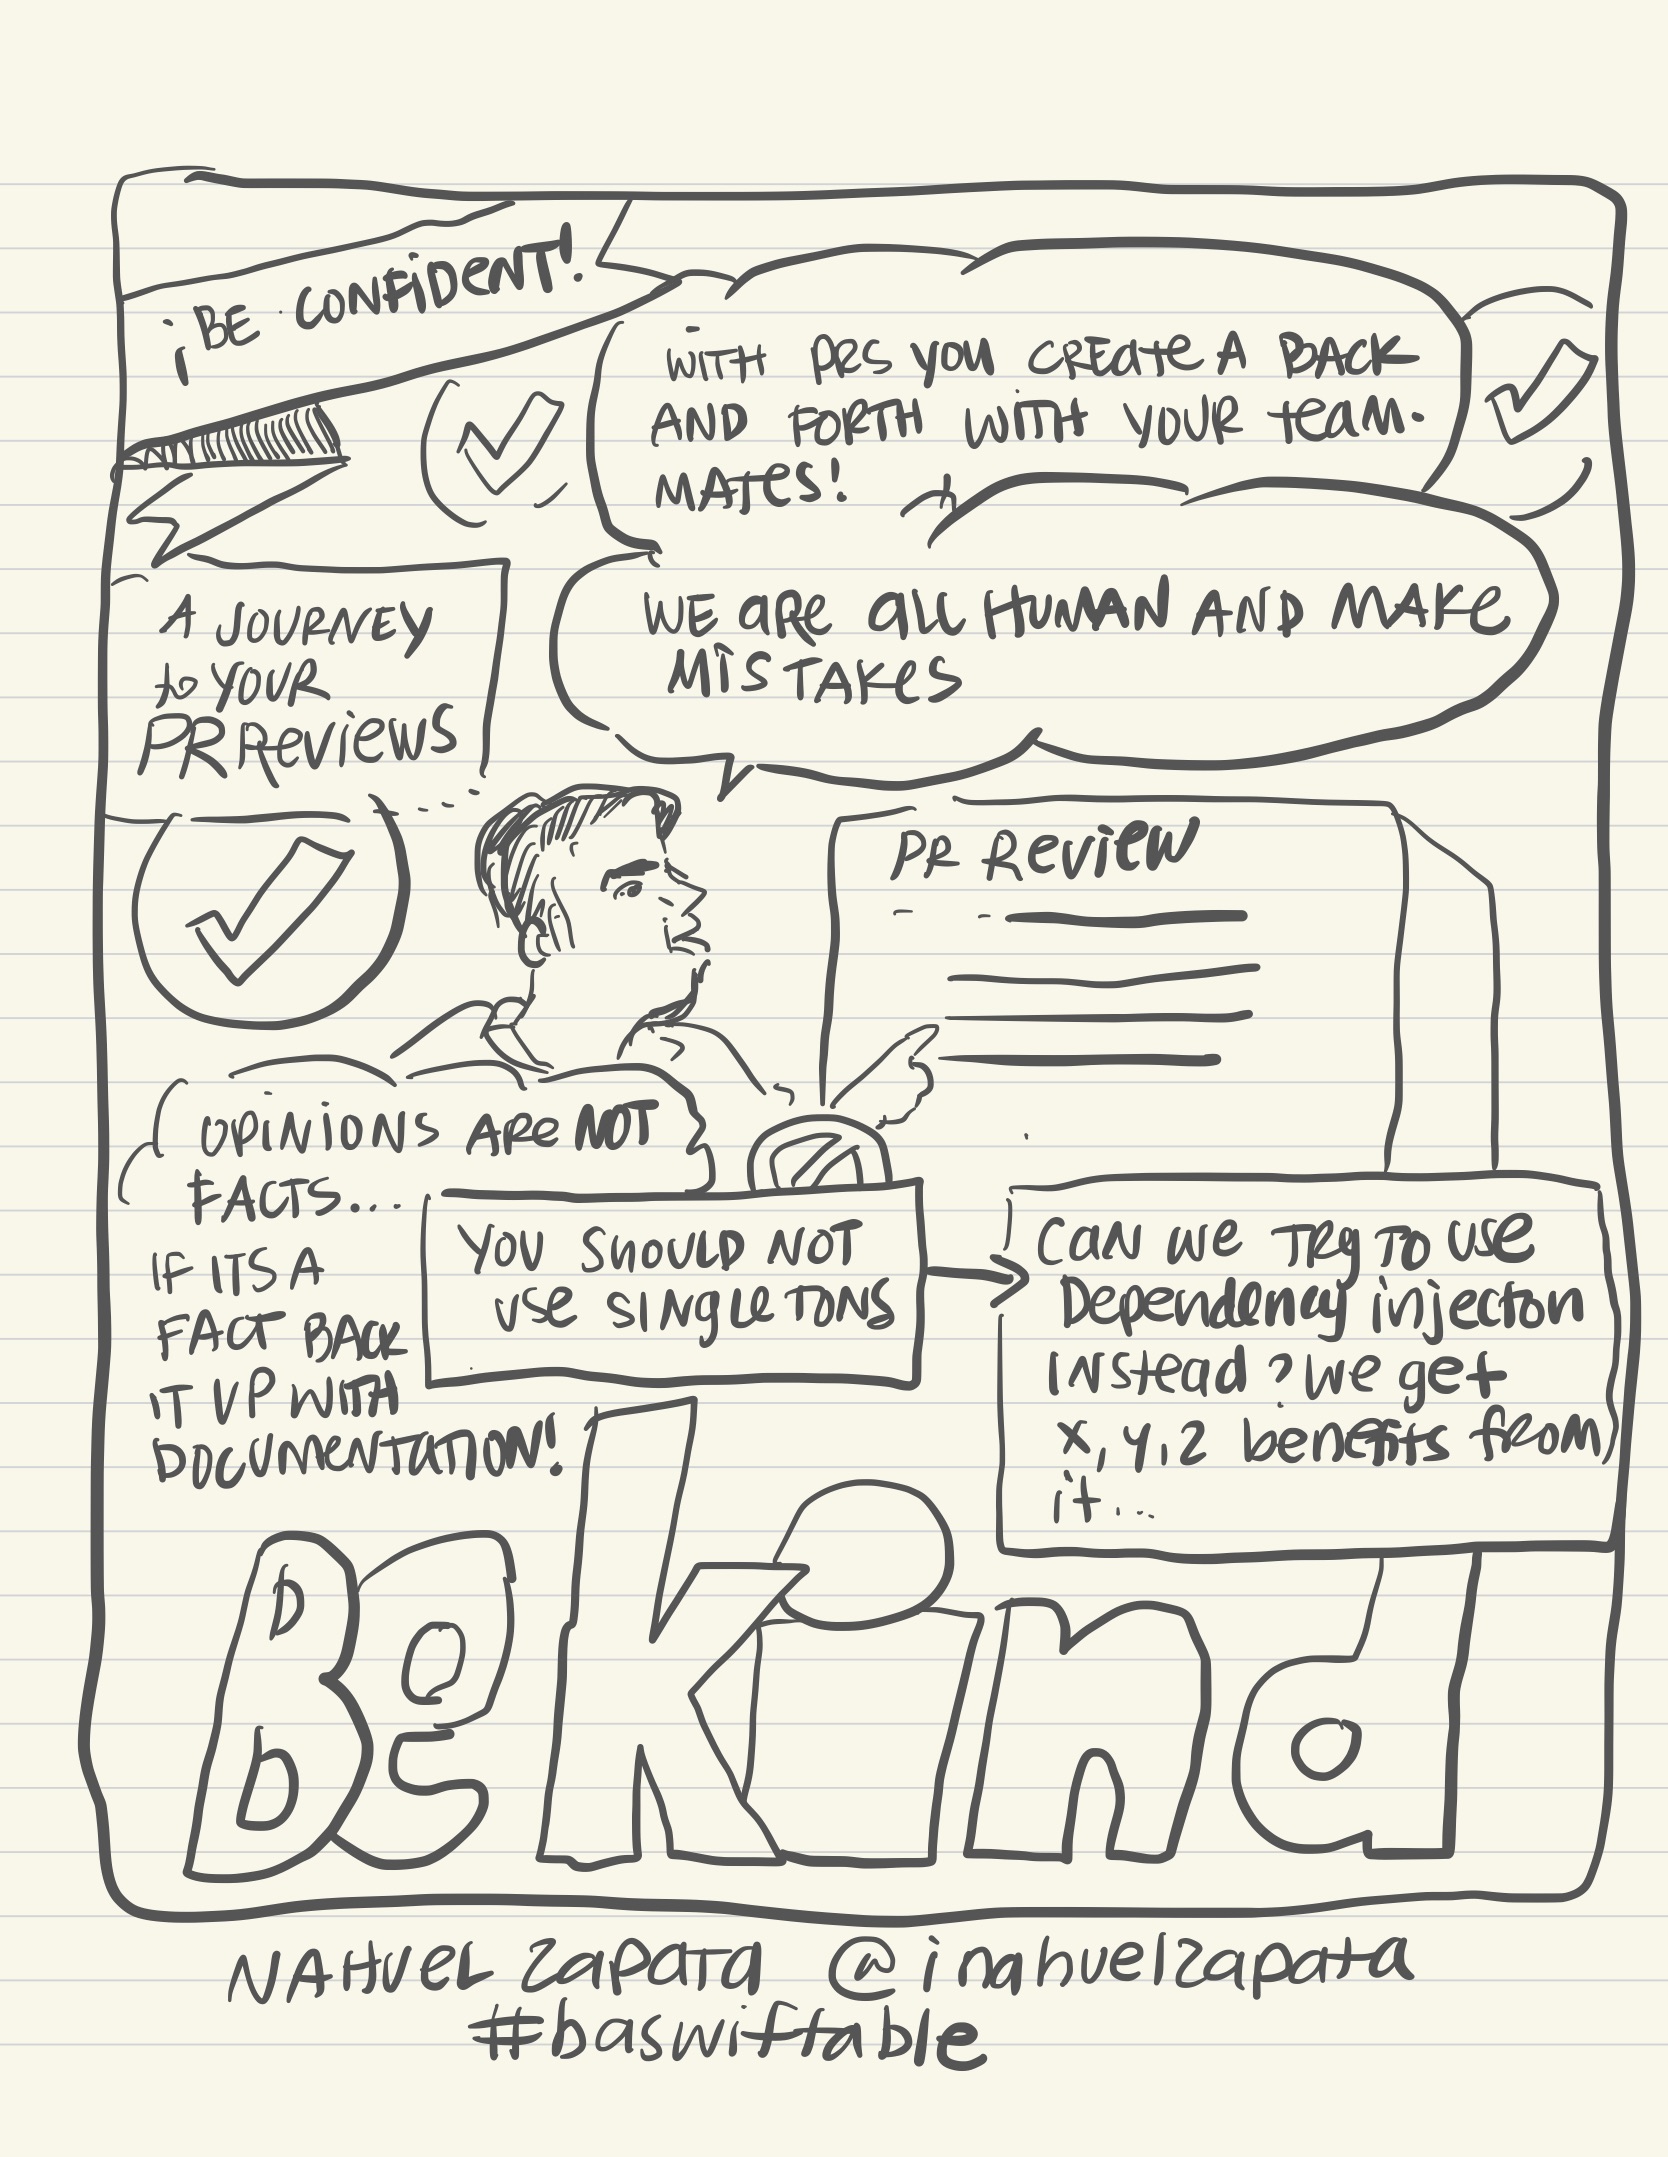 ¡BE CONFIDENT!
WITH PRS YOU CREATE A BACK
AND FORTH WITH YOUR TEAM.
MATES!
WE ARE ALL HUMAN AND MAKE
MISTAKES
A JOURNEY
to YOUR
PR REVIEWS
PR REVIEW
OPINIONS ARE NOT
FACTS...
IF ITS A
FACT BACK
IT UP WITH
DOCUMENTATION!
YOU SHOULD NOT
USE SINGLETONS
CAN WE TRY TO USE
Dependency injecton
INstead? We get
x, y, z benefits from
it...
Be Kind
NAHUEL ZAPATA @inahuelzapata
#baswiftable